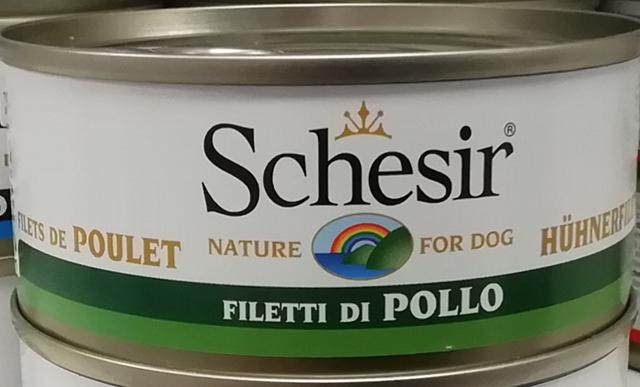 Schesir®
FILETS DE POULET
NATURE FOR DOG
FILETTI DI POLLO